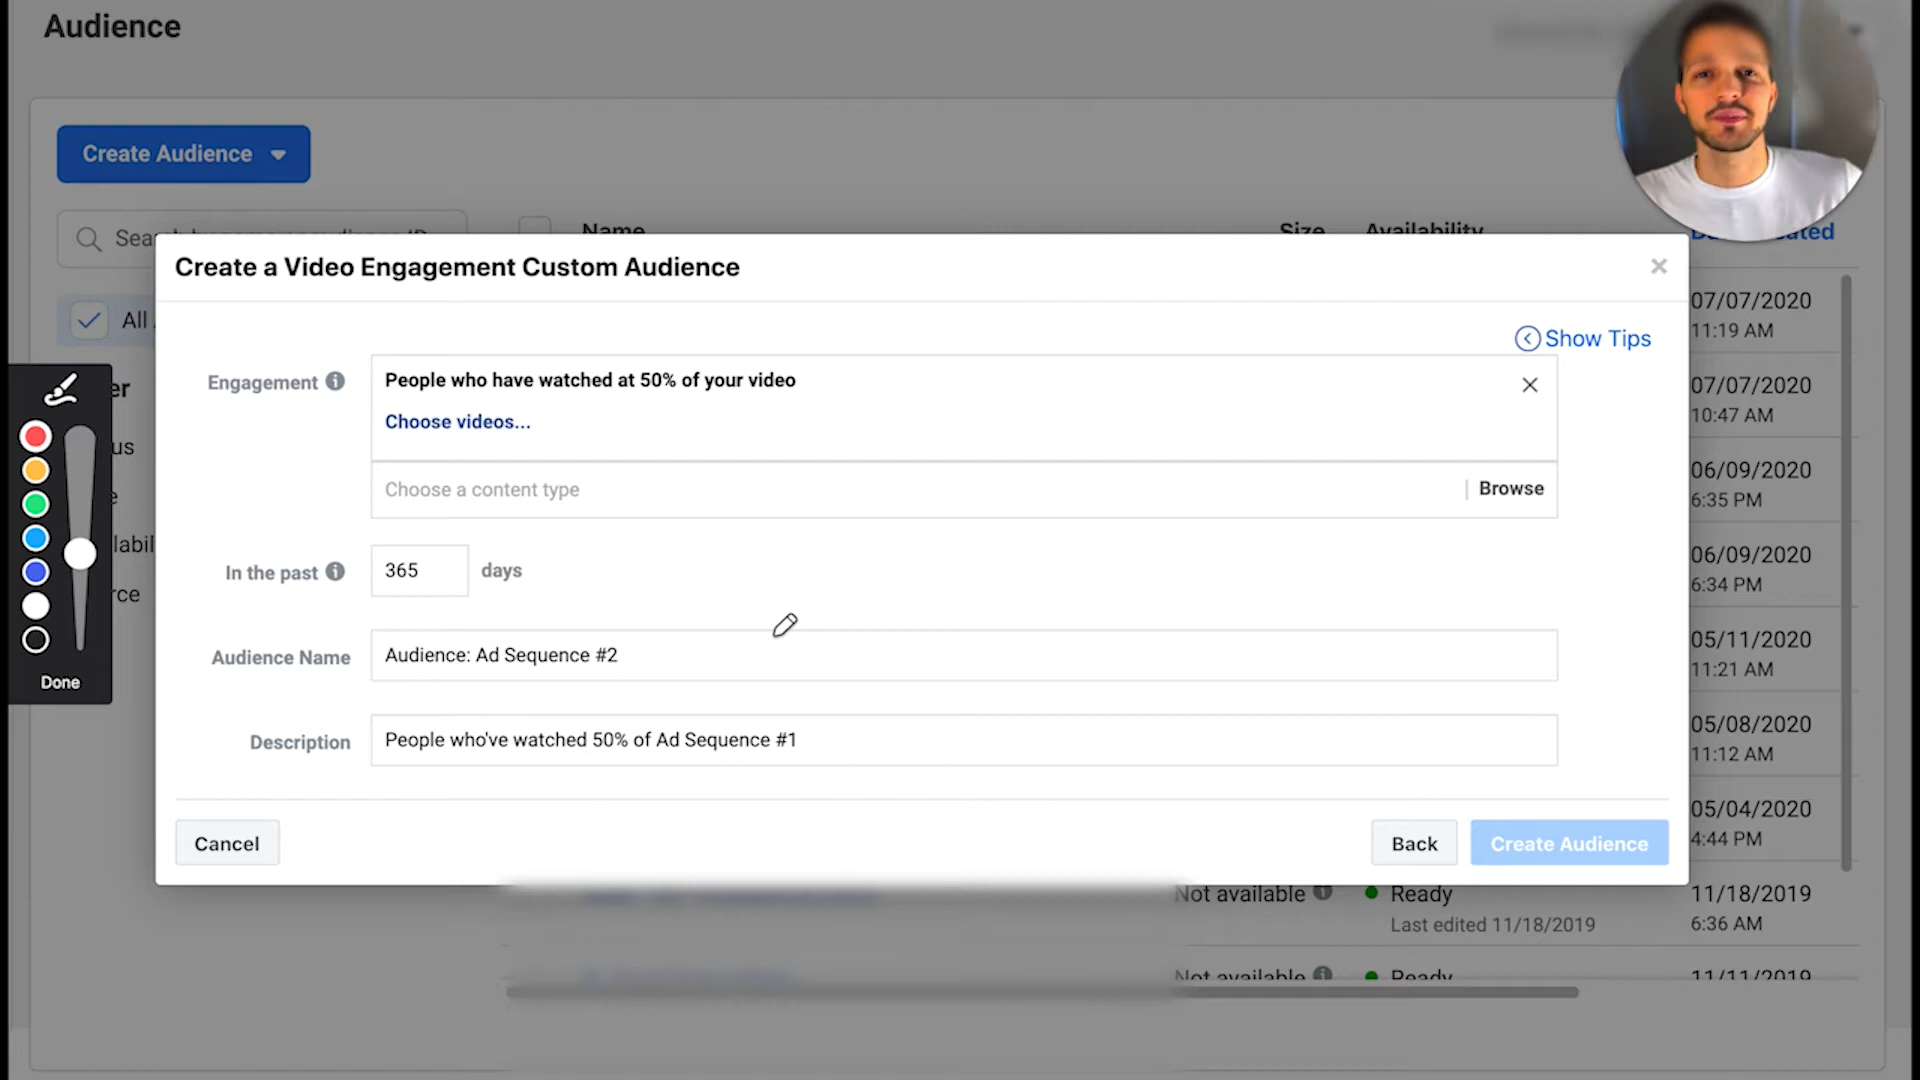 Audience
Create Audience
Name
Size
Availability
Create a Video Engagement Custom Audience
All
Show Tips
Engagement
People who have watched at 50% of your video
Choose videos...
Choose a content type
Browse
In the past
365
days
Audience Name
Audience: Ad Sequence #2
Description
People who've watched 50% of Ad Sequence #1
Cancel
Back
Create Audience
Done
07/07/2020
11:19 AM
07/07/2020
10:47 AM
06/09/2020
6:35 PM
06/09/2020
6:34 PM
05/11/2020
11:21 AM
05/08/2020
11:12 AM
05/04/2020
4:44 PM
Not available
Ready
11/18/2019
Last edited 11/18/2019
6:36 AM
Not available
Ready
11/11/2019